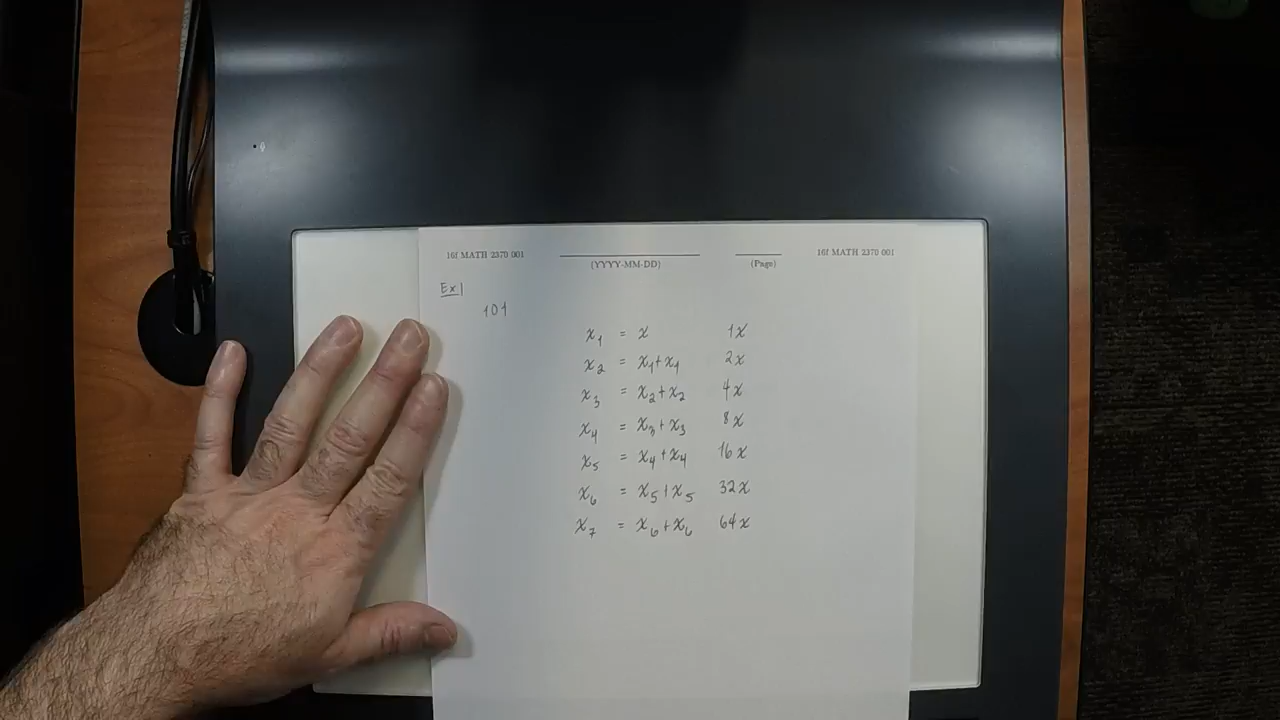 16f MATH 2370 001 (YYYY-MM-DD) (Page) 16f MATH 2370 001
Ex 1
101
x₁ = x 1x
x₂ = x₁+x₁ 2x
x₃ = x₂+x₂ 4x
x₄ = x₃+x₃ 8x
x₅ = x₄+x₄ 16x
x₆ = x₅+x₅ 32x
x₇ = x₆+x₆ 64x